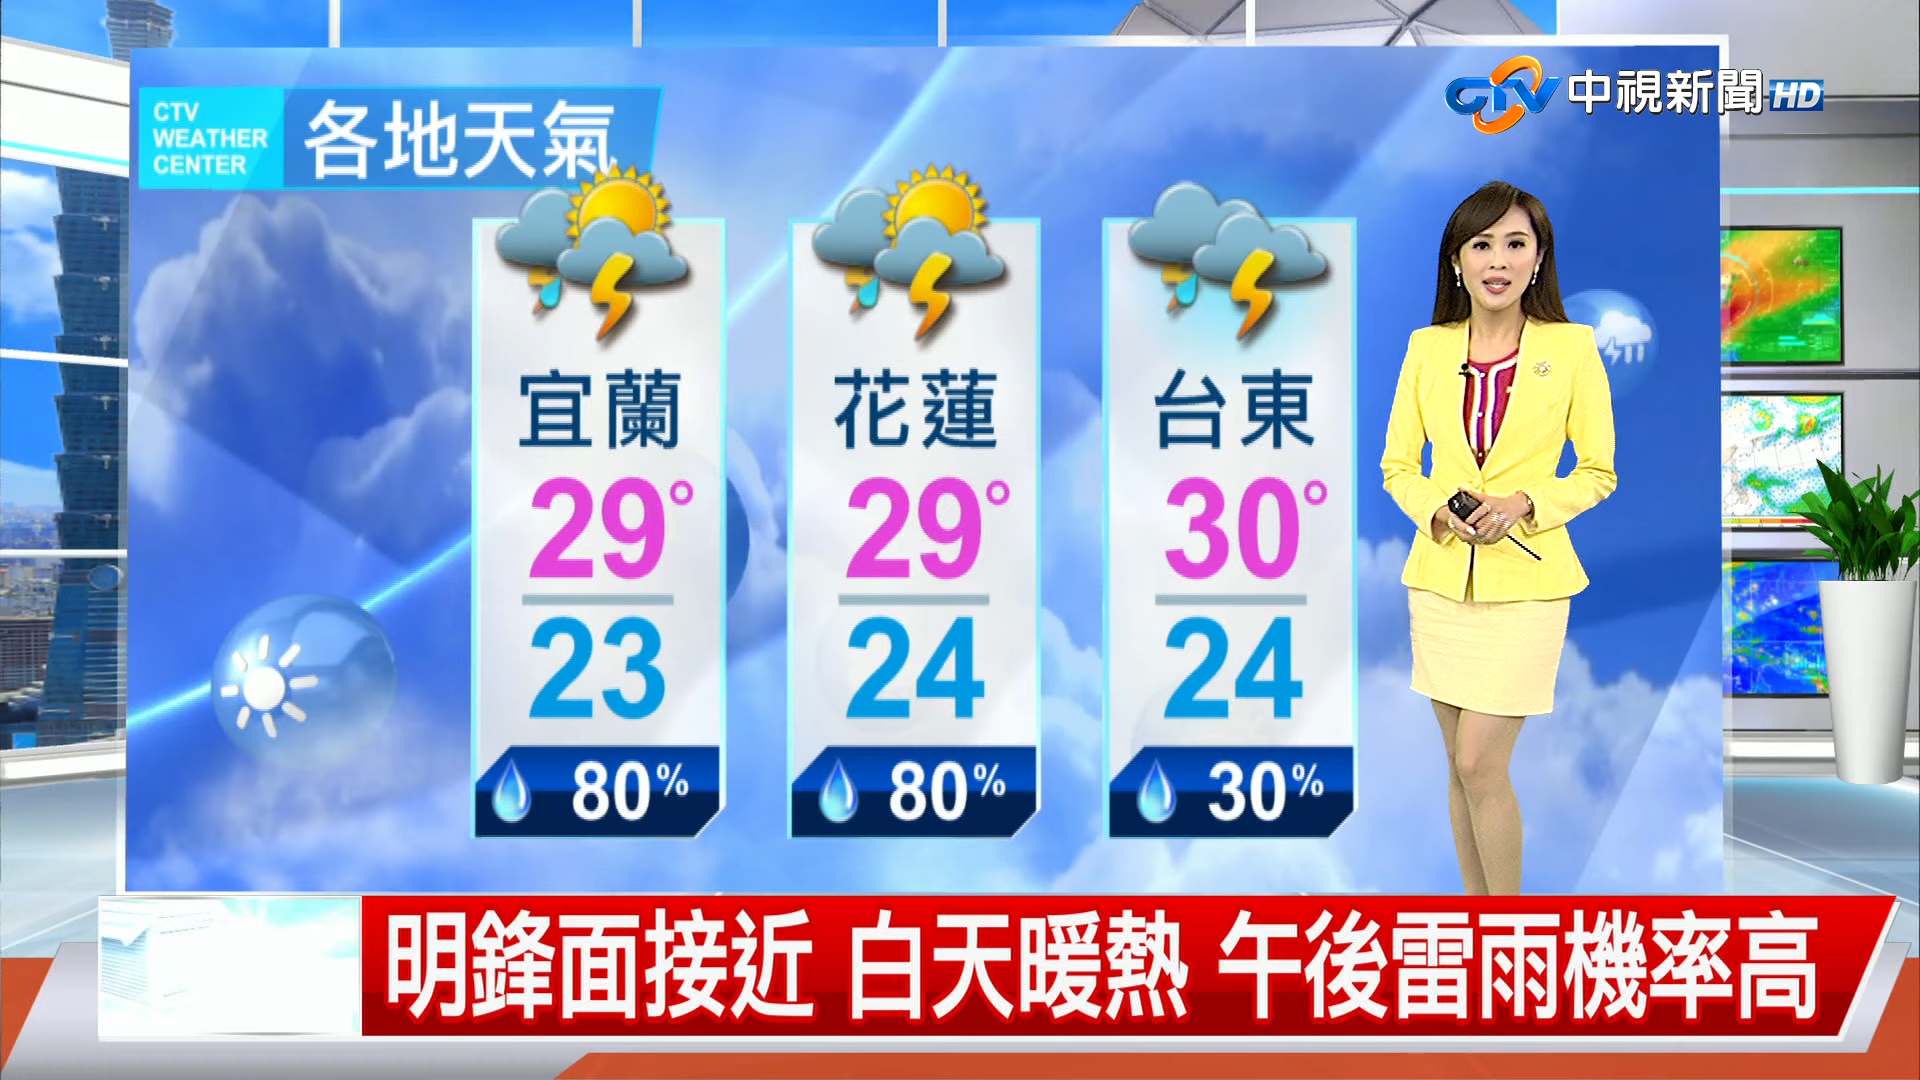 CTV
WEATHER
CENTER
各地天氣
CTV 中視新聞 HD
宜蘭
29°
23
80%
花蓮
29°
24
80%
台東
30°
24
30%
明鋒面接近 白天暖熱 午後雷雨機率高